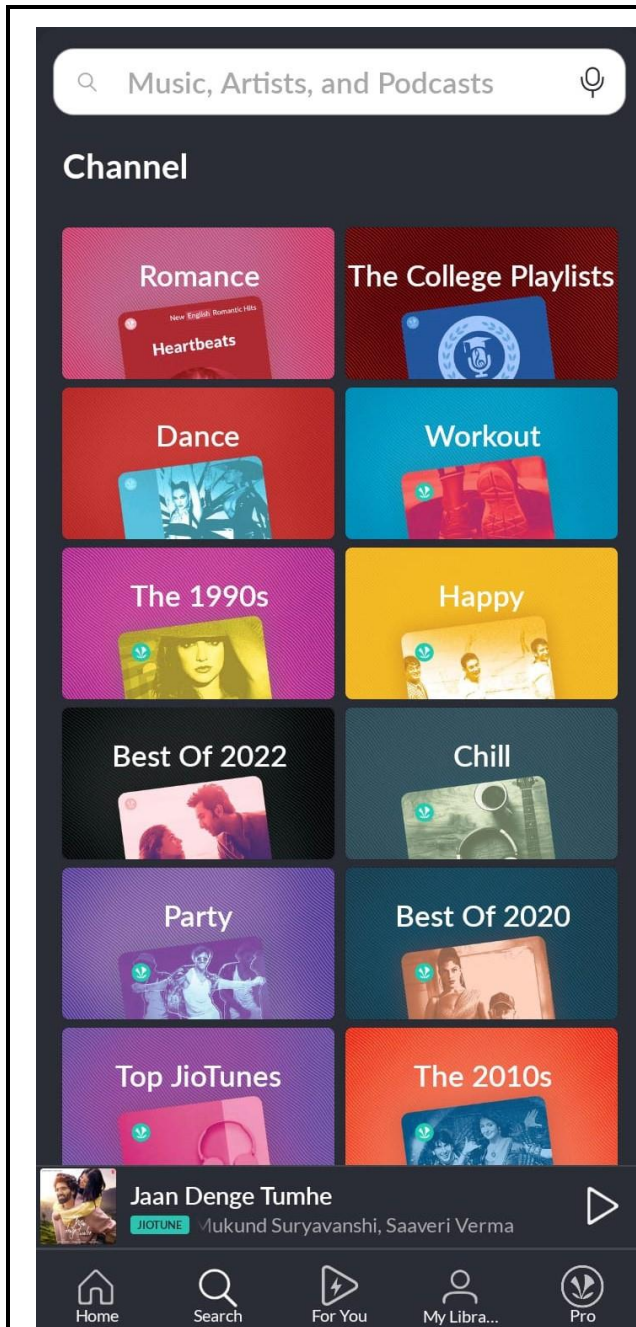 Music, Artists, and Podcasts
Channel
Romance
New English Romantic Hits
Heartbeats
The College Playlists
Dance
Workout
The 1990s
Happy
Best Of 2022
Chill
Party
Best Of 2020
Top JioTunes
The 2010s
Jaan Denge Tumhe
JIOTUNE Mukund Suryavanshi, Saaveri Verma
Home
Search
For You
My Libra...
Pro